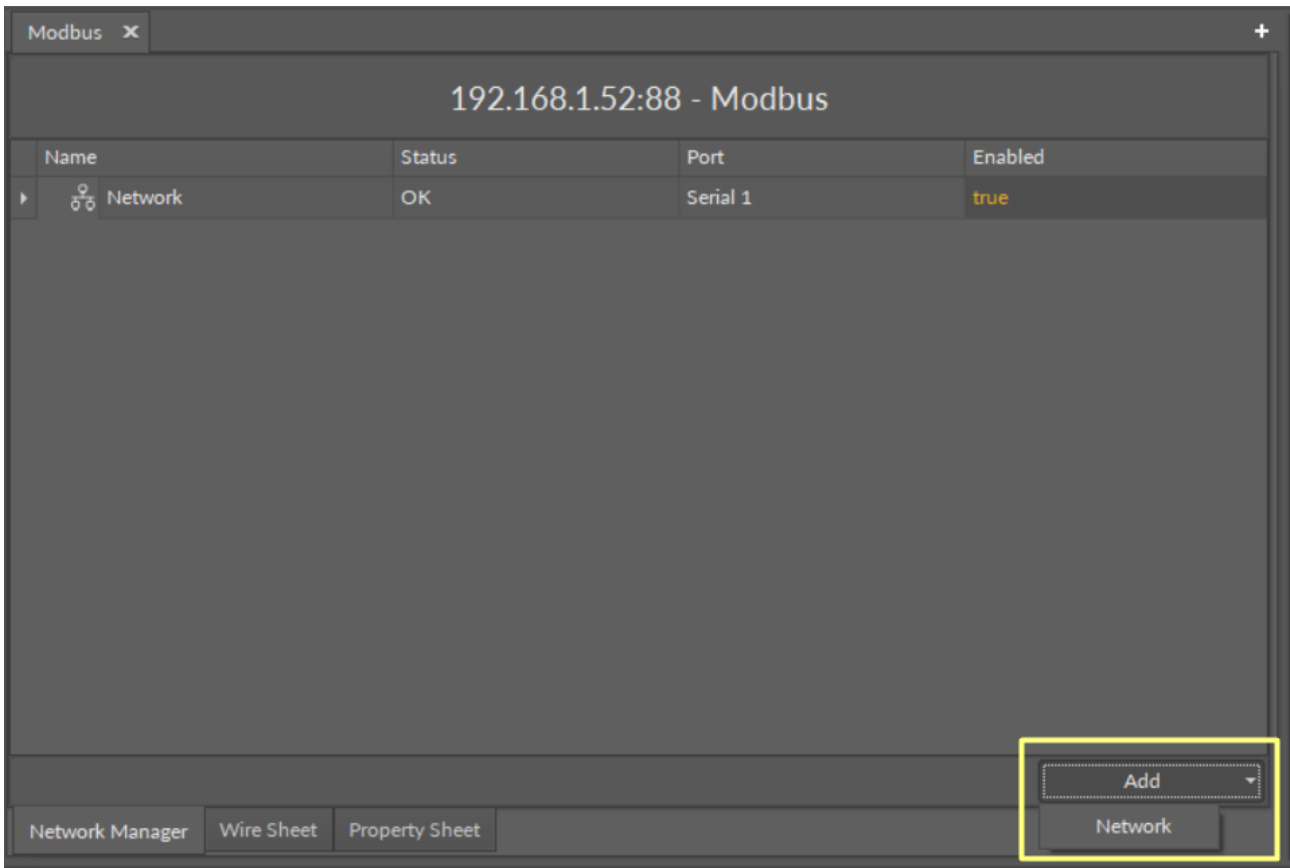 Modbus
192.168.1.52:88 - Modbus
Name Status Port Enabled
Network OK Serial 1 true
Add
Network Manager Wire Sheet Property Sheet Network